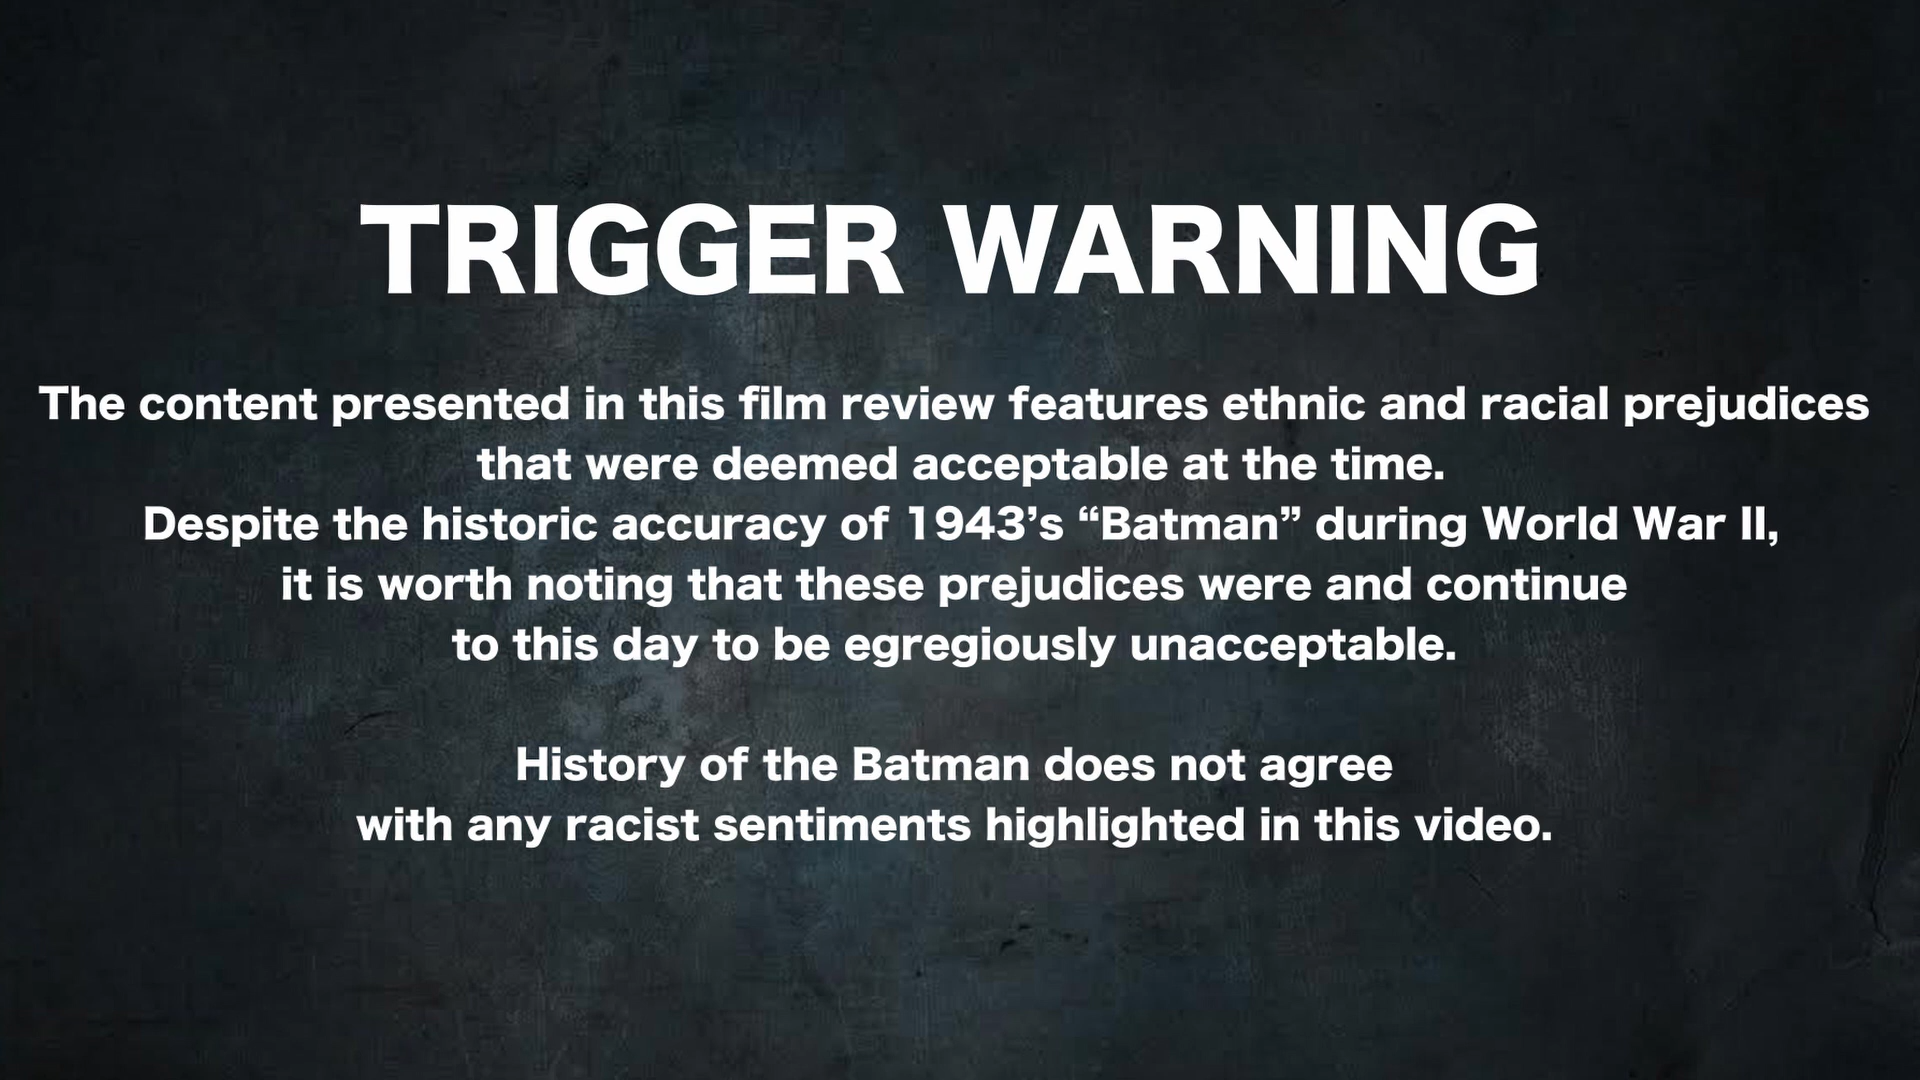 TRIGGER WARNING
The content presented in this film review features ethnic and racial prejudices
that were deemed acceptable at the time.
Despite the historic accuracy of 1943’s “Batman” during World War II,
it is worth noting that these prejudices were and continue
to this day to be egregiously unacceptable.
History of the Batman does not agree
with any racist sentiments highlighted in this video.